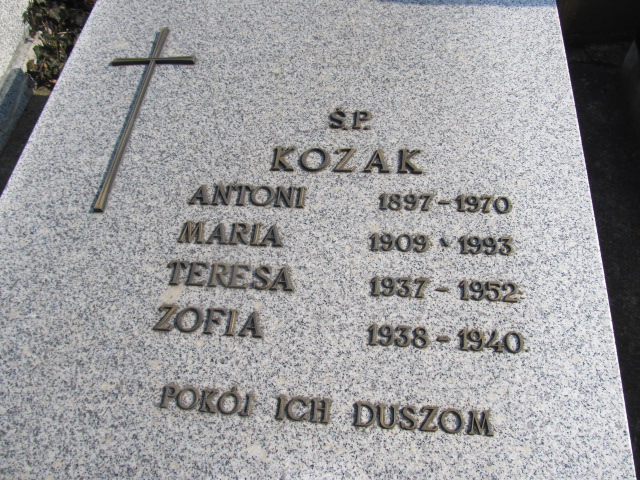 Ś.P.
KOZAK
ANTONI 1897-1970
MARIA 1909-1993
TERESA 1937-1952
ZOFIA 1938-1940
POKÓJ ICH DUSZOM